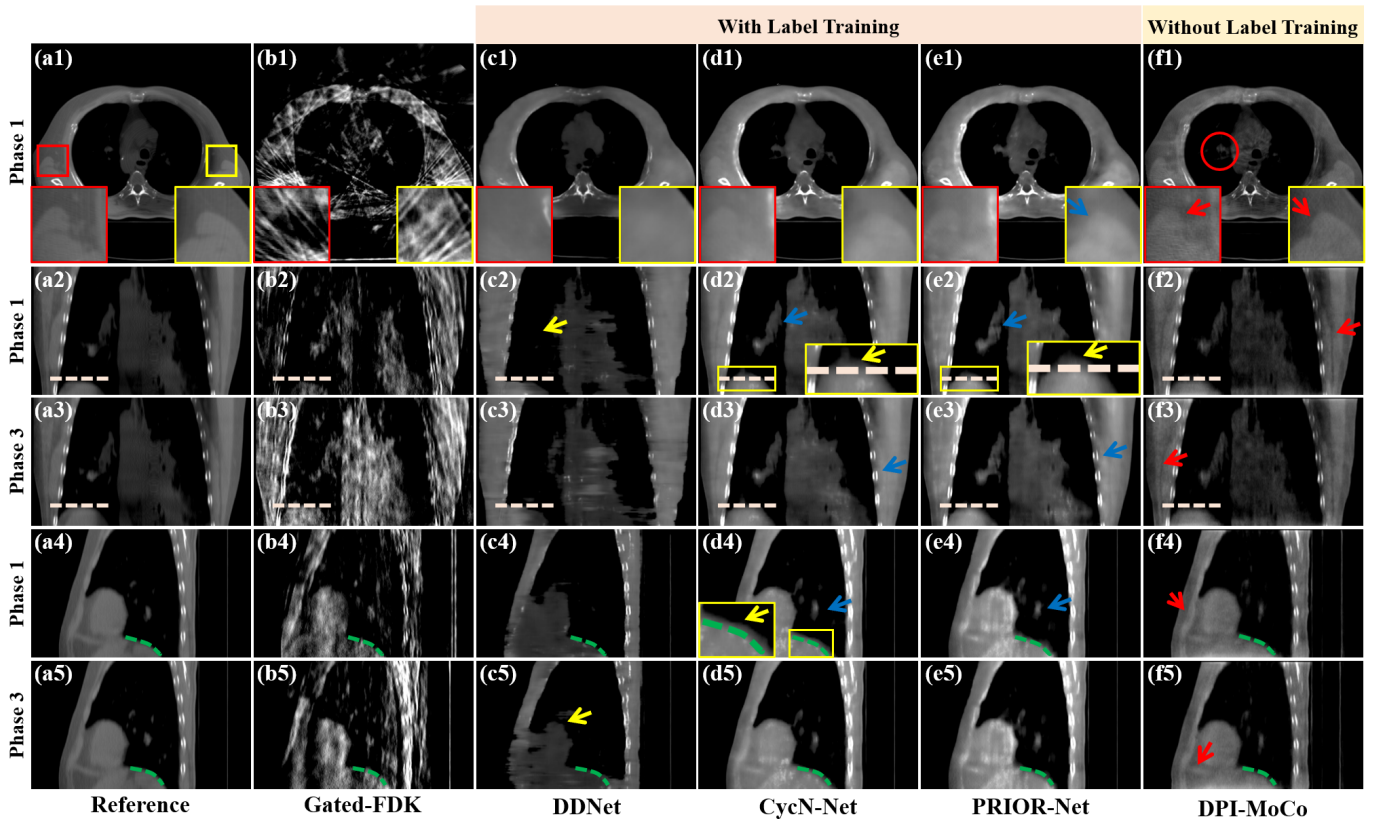 With Label Training
Without Label Training
Phase 1
(a1)
(b1)
(c1)
(d1)
(e1)
(f1)
Phase 1
(a2)
(b2)
(c2)
(d2)
(e2)
(f2)
Phase 3
(a3)
(b3)
(c3)
(d3)
(e3)
(f3)
Phase 1
(a4)
(b4)
(c4)
(d4)
(e4)
(f4)
Phase 3
(a5)
(b5)
(c5)
(d5)
(e5)
(f5)
Reference
Gated-FDK
DDNet
CycN-Net
PRIOR-Net
DPI-MoCo